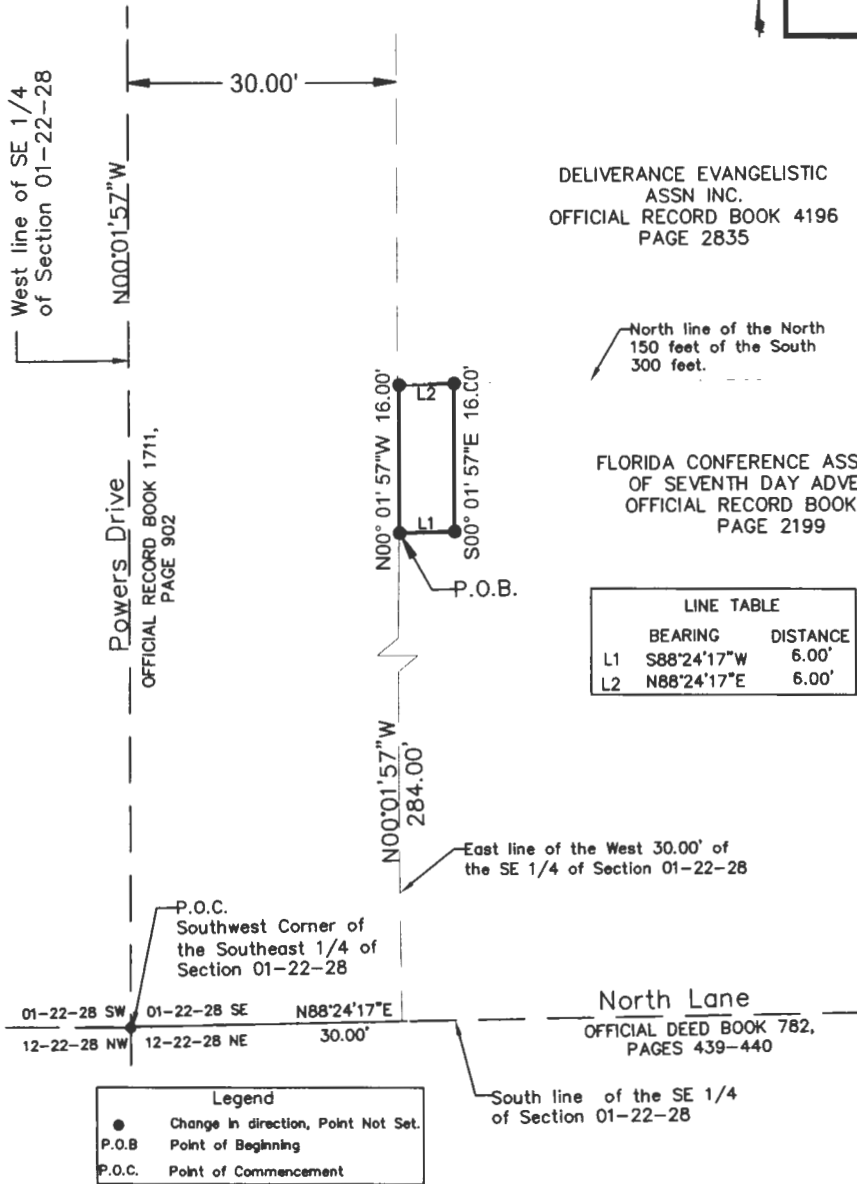 West line of SE 1/4
of Section 01-22-28
30.00'
N00°01'57"W
DELIVERANCE EVANGELISTIC
ASSN INC.
OFFICIAL RECORD BOOK 4196
PAGE 2835
North line of the North
150 feet of the South
300 feet.
N00° 01' 57"W 16.00'
L2
S00° 01' 57"E 16.00'
L1
P.O.B.
Powers Drive
OFFICIAL RECORD BOOK 1711,
PAGE 902
FLORIDA CONFERENCE ASS
OF SEVENTH DAY ADVE
OFFICIAL RECORD BOOK
PAGE 2199
LINE TABLE
BEARING DISTANCE
L1 S88°24'17"W 6.00'
L2 N88°24'17"E 6.00'
N00°01'57"W
284.00'
East line of the West 30.00' of
the SE 1/4 of Section 01-22-28
P.O.C.
Southwest Corner of
the Southeast 1/4 of
Section 01-22-28
01-22-28 SW 01-22-28 SE N88°24'17"E
12-22-28 NW 12-22-28 NE 30.00'
North Lane
OFFICIAL DEED BOOK 782,
PAGES 439-440
South line of the SE 1/4
of Section 01-22-28
Legend
Change in direction, Point Not Set.
P.O.B Point of Beginning
P.O.C. Point of Commencement